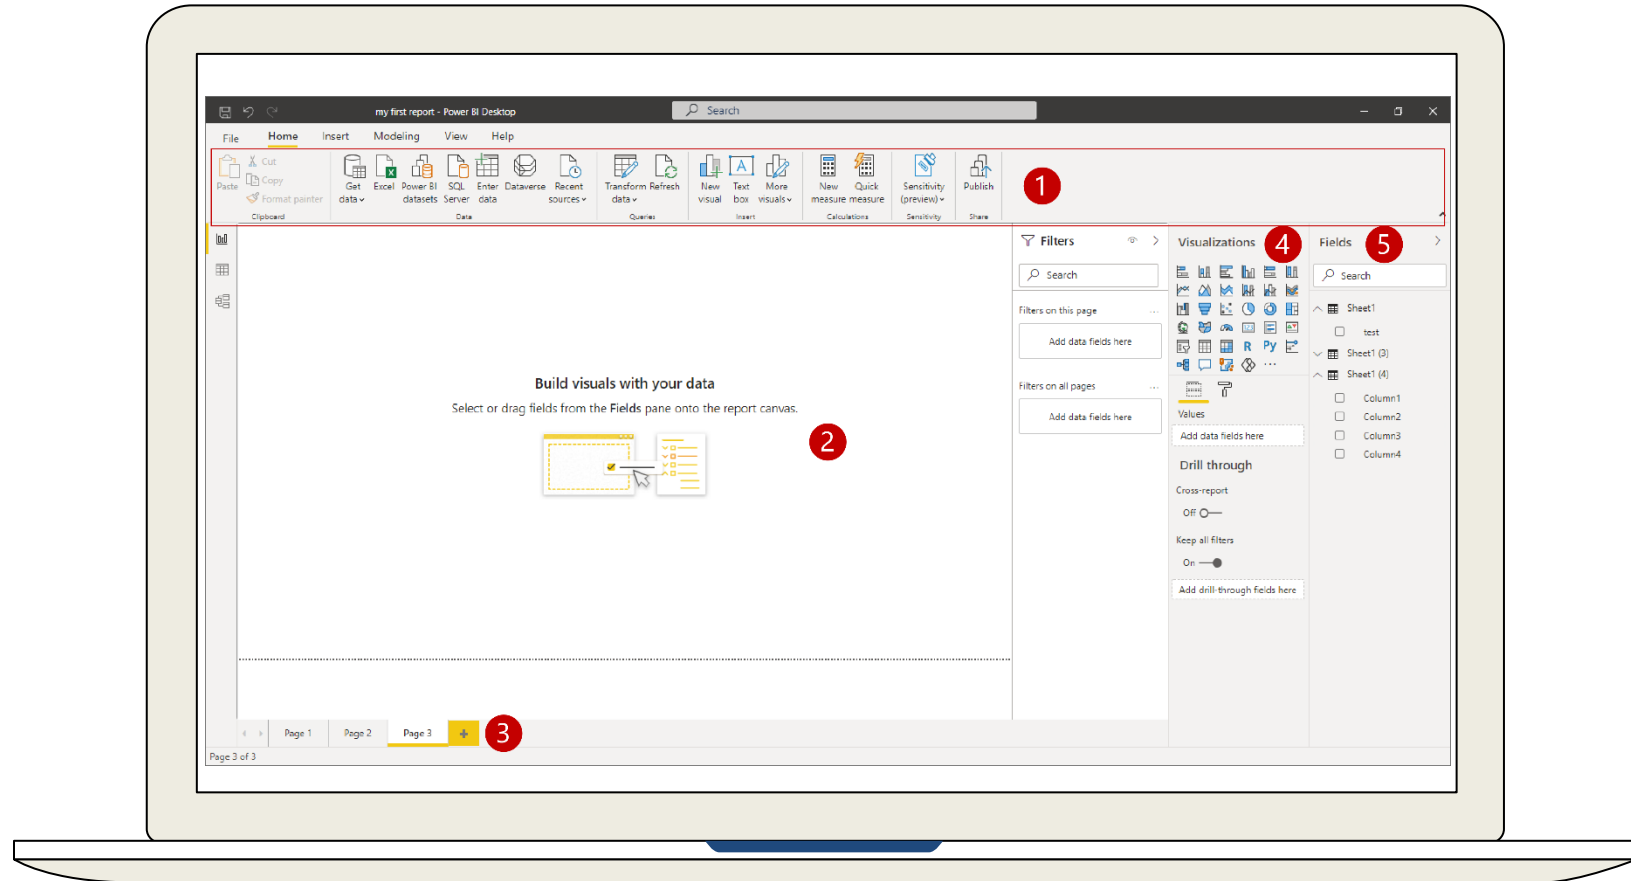 my first report - Power BI Desktop
Search
File Home Insert Modeling View Help
Paste
Cut
Copy
Format painter
Clipboard
Get data
Excel
Power BI datasets
SQL Server
Enter data
Dataverse
Recent sources
Data
Transform data
Refresh
Queries
New visual
Text box
More visuals
Insert
New measure
Quick measure
Calculations
Sensitivity (preview)
Sensitivity
Publish
Share
1
Build visuals with your data
Select or drag fields from the Fields pane onto the report canvas.
2
Filters
Search
Filters on this page
...
Add data fields here
Filters on all pages
...
Add data fields here
Visualizations
4
R
Py
...
Values
Add data fields here
Drill through
Cross-report
Off
Keep all filters
On
Add drill-through fields here
Fields
5
Search
Sheet1
test
Sheet1 (3)
Sheet1 (4)
Column1
Column2
Column3
Column4
Page 1
Page 2
Page 3
+
3
Page 3 of 3